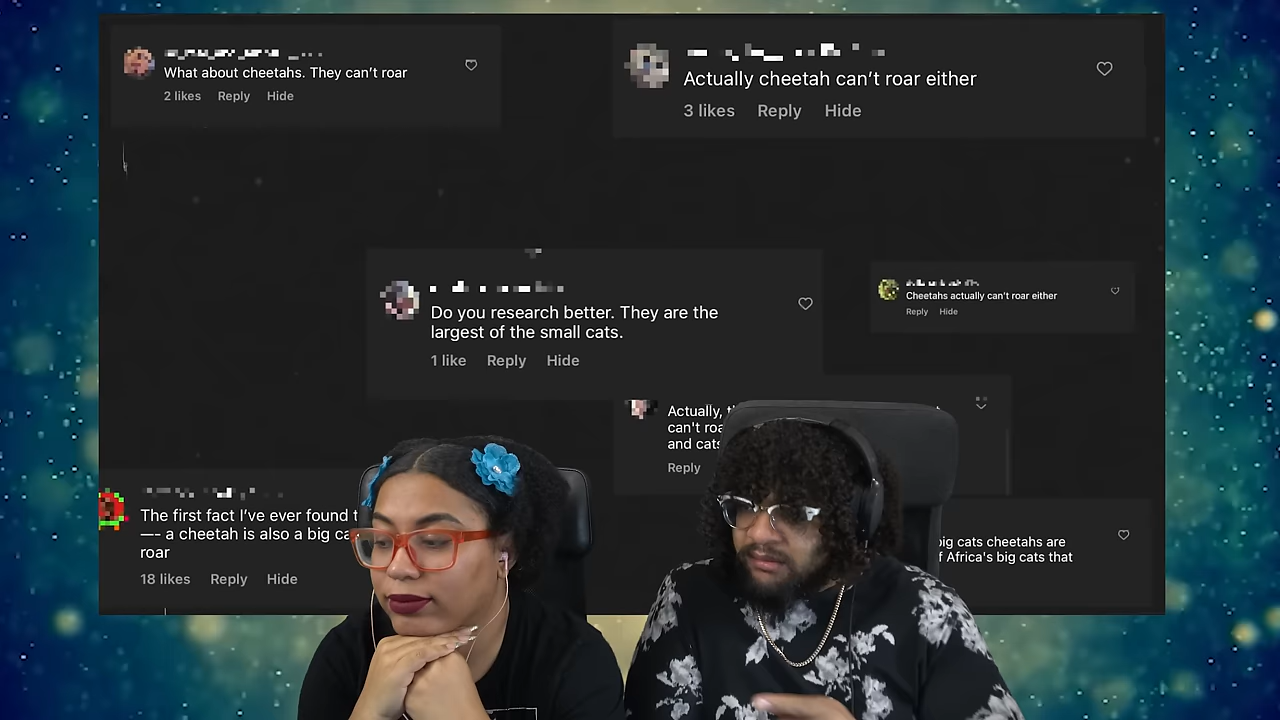 What about cheetahs. They can't roar
2 likes Reply Hide
Actually cheetah can't roar either
3 likes Reply Hide
Do you research better. They are the
largest of the small cats.
1 like Reply Hide
Cheetahs actually can't roar either
Reply Hide
Actually,
can't
and cats
Reply
The first fact I've ever found
—- a cheetah is also a big
roar
18 likes Reply Hide
big cats cheetahs are
Africa's big cats that